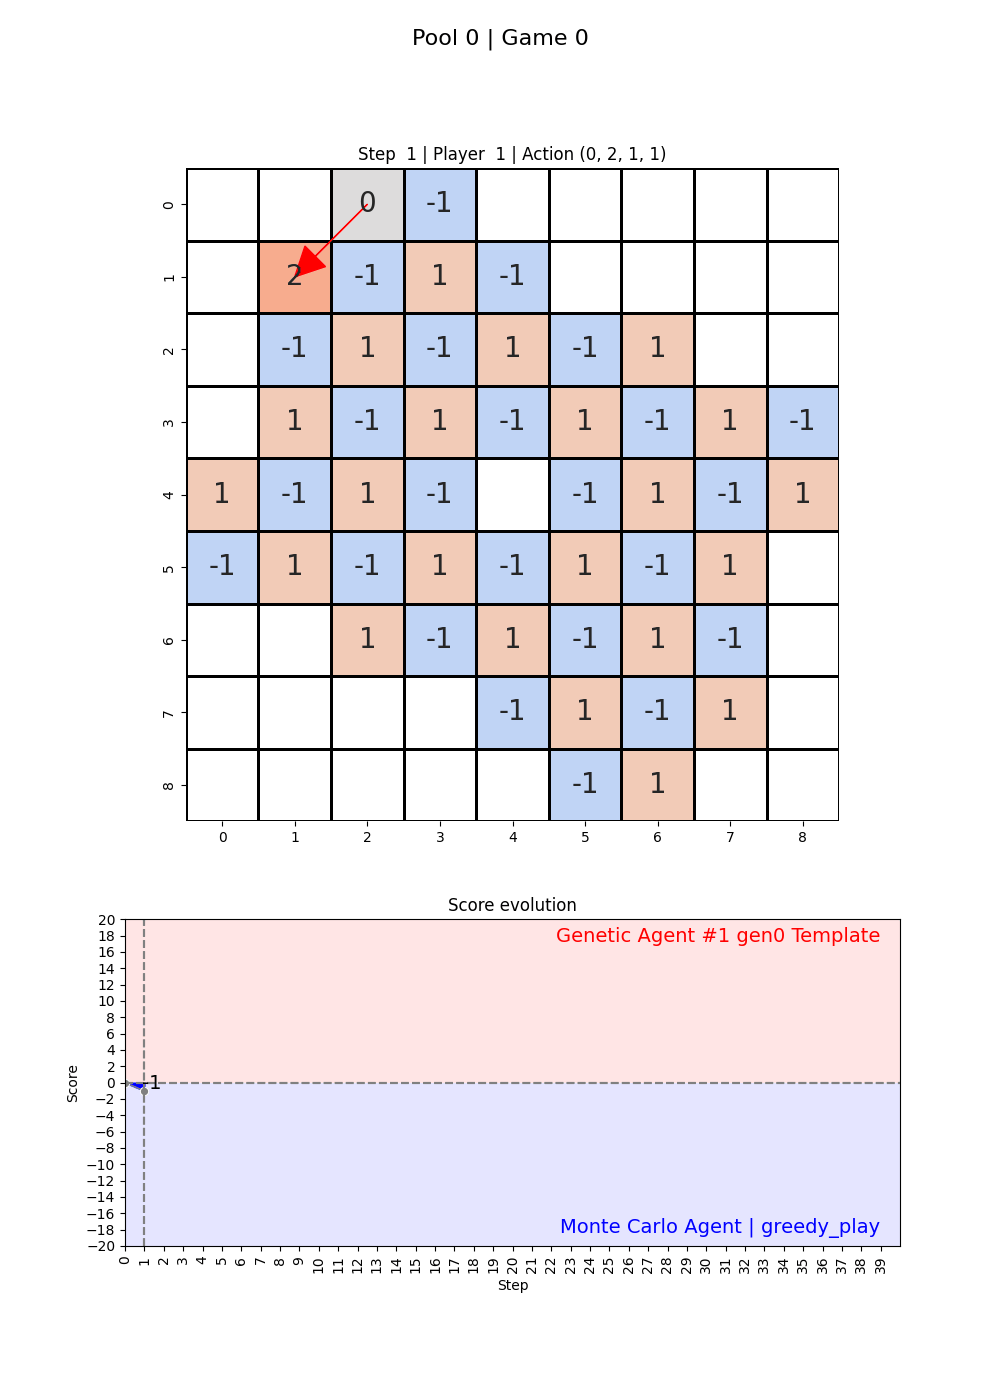 Pool 0 | Game 0
Step  1 | Player  1 | Action (0, 2, 1, 1)
0 0 -1
1 2 -1 1 -1
2 -1 1 -1 1 -1 1
3 1 -1 1 -1 1 -1 1 -1
4 1 -1 1 -1 -1 1 -1 1
5 -1 1 -1 1 -1 1 -1 1
6 1 -1 1 -1 1 -1
7 -1 1 -1 1
8 -1 1
0 1 2 3 4 5 6 7 8
Score evolution
Genetic Agent #1 gen0 Template
20
18
16
14
12
10
8
6
4
2
0
−2
−4
−6
−8
−10
−12
−14
−16
−18
−20
Score
-1
Monte Carlo Agent | greedy_play
0 1 2 3 4 5 6 7 8 9 10 11 12 13 14 15 16 17 18 19 20 21 22 23 24 25 26 27 28 29 30 31 32 33 34 35 36 37 38 39
Step